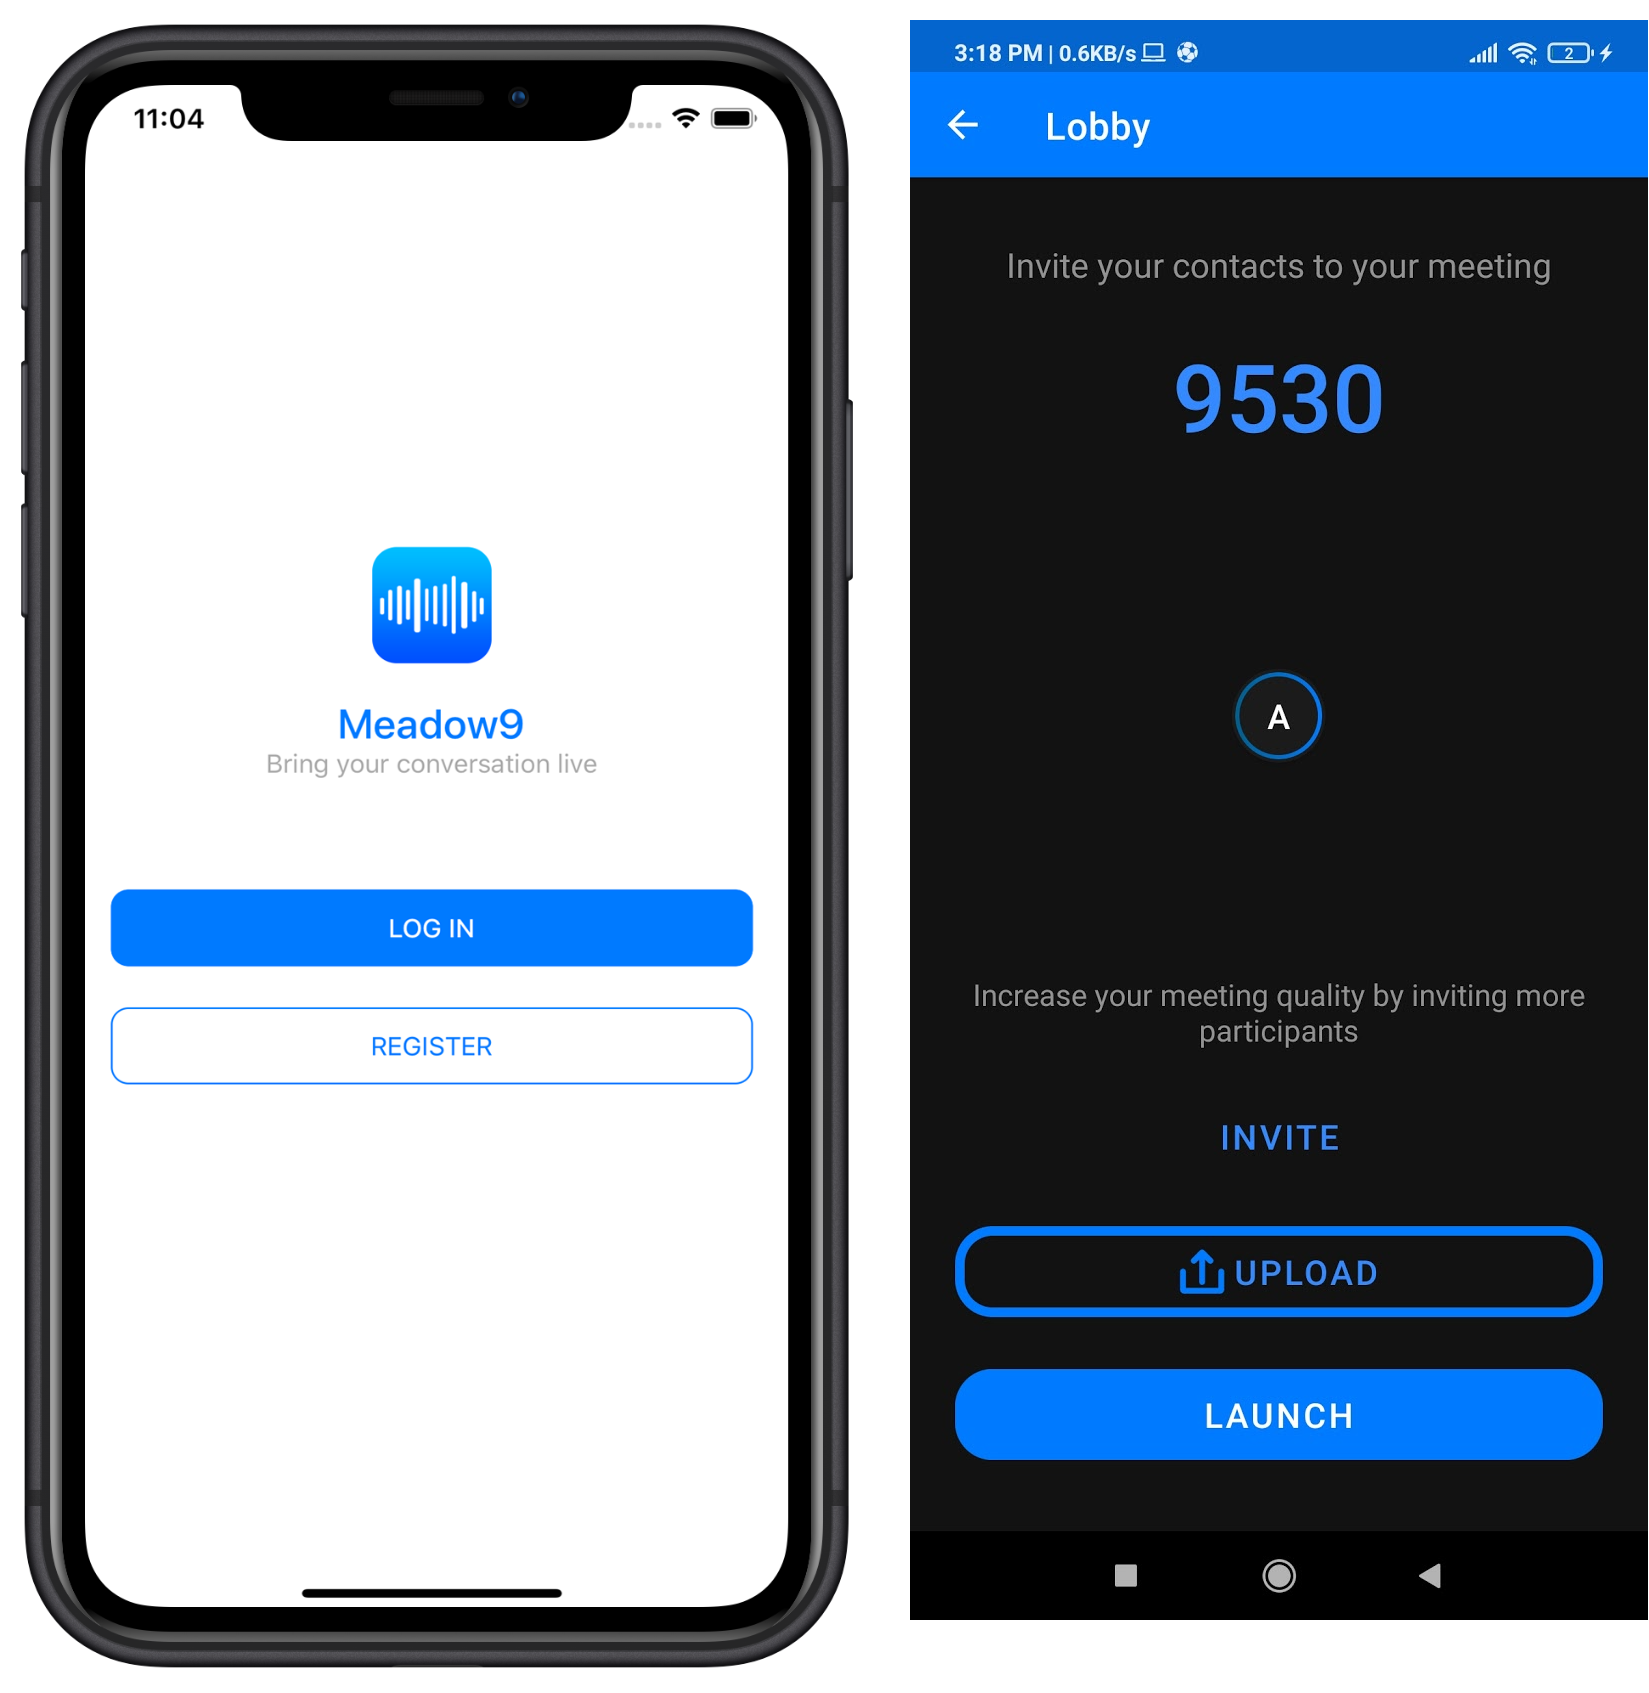 11:04
Meadow9
Bring your conversation live
LOG IN
REGISTER
3:18 PM | 0.6KB/s
2
Lobby
Invite your contacts to your meeting
9530
A
Increase your meeting quality by inviting more
participants
INVITE
UPLOAD
LAUNCH